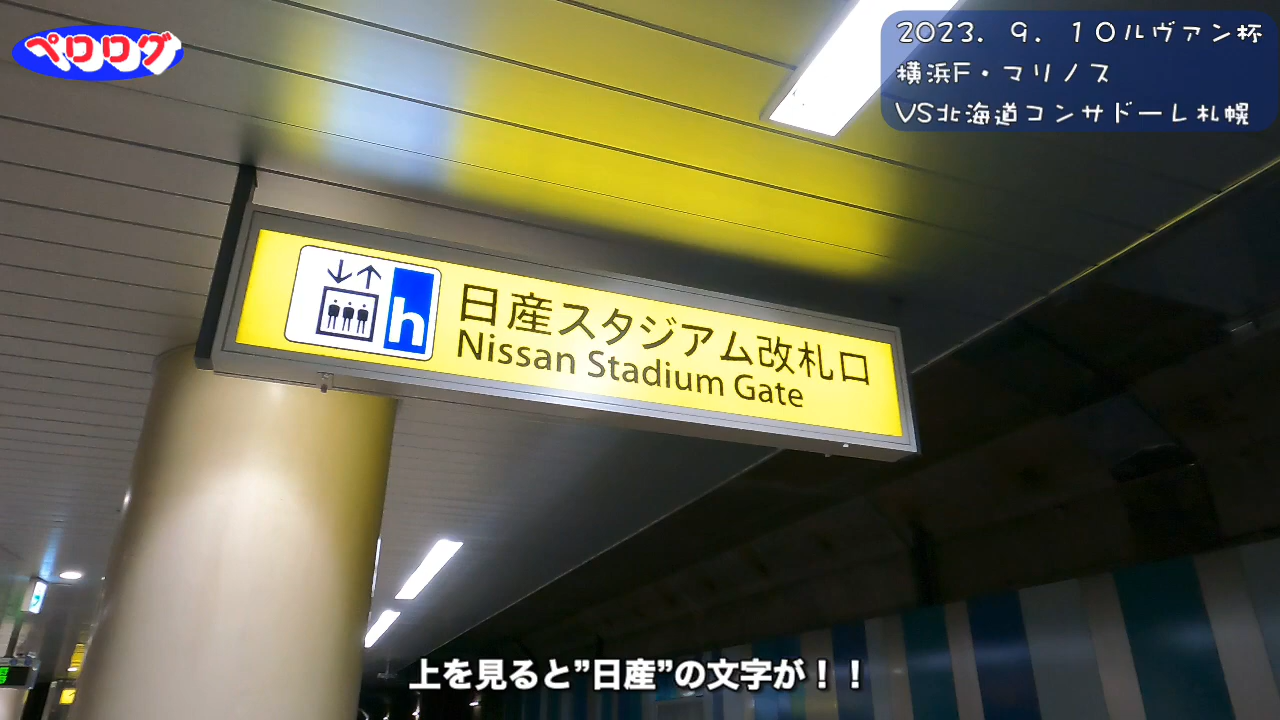 ペロログ
2023．９．１０ルヴァン杯
横浜F・マリノス
VS北海道コンサドーレ札幌
h
日産スタジアム改札口
Nissan Stadium Gate
上を見ると”日産”の文字が！！